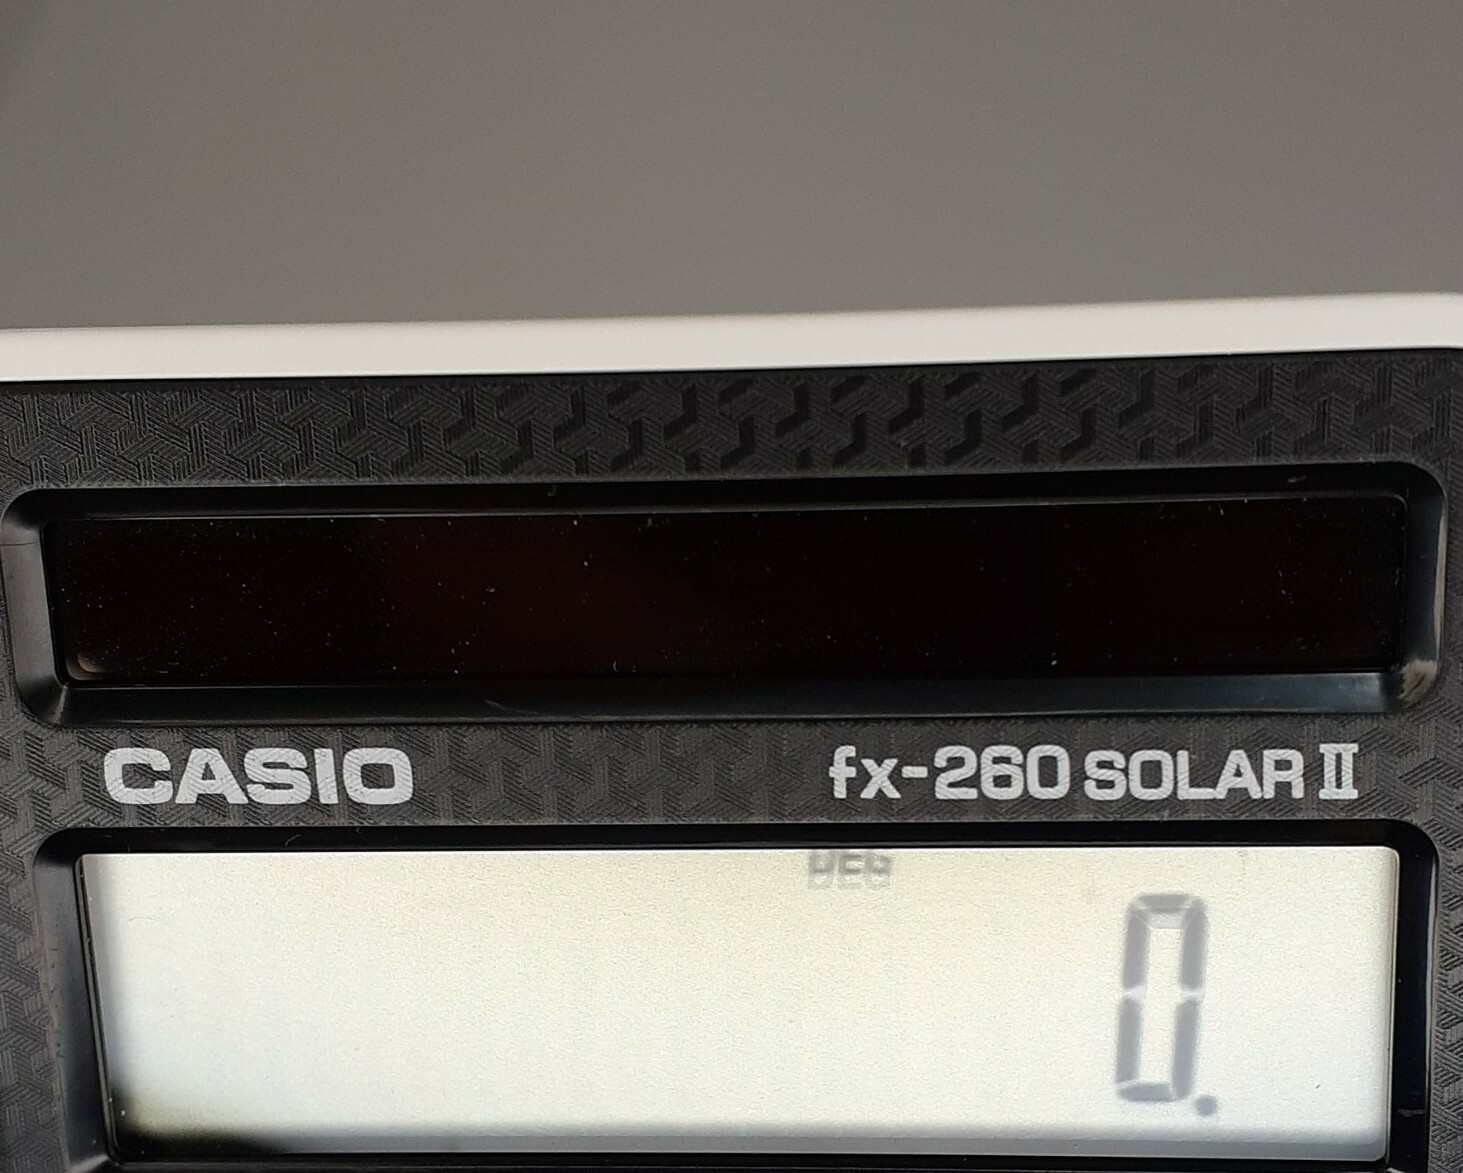 CASIO fx-260 SOLAR II
DEG
0.